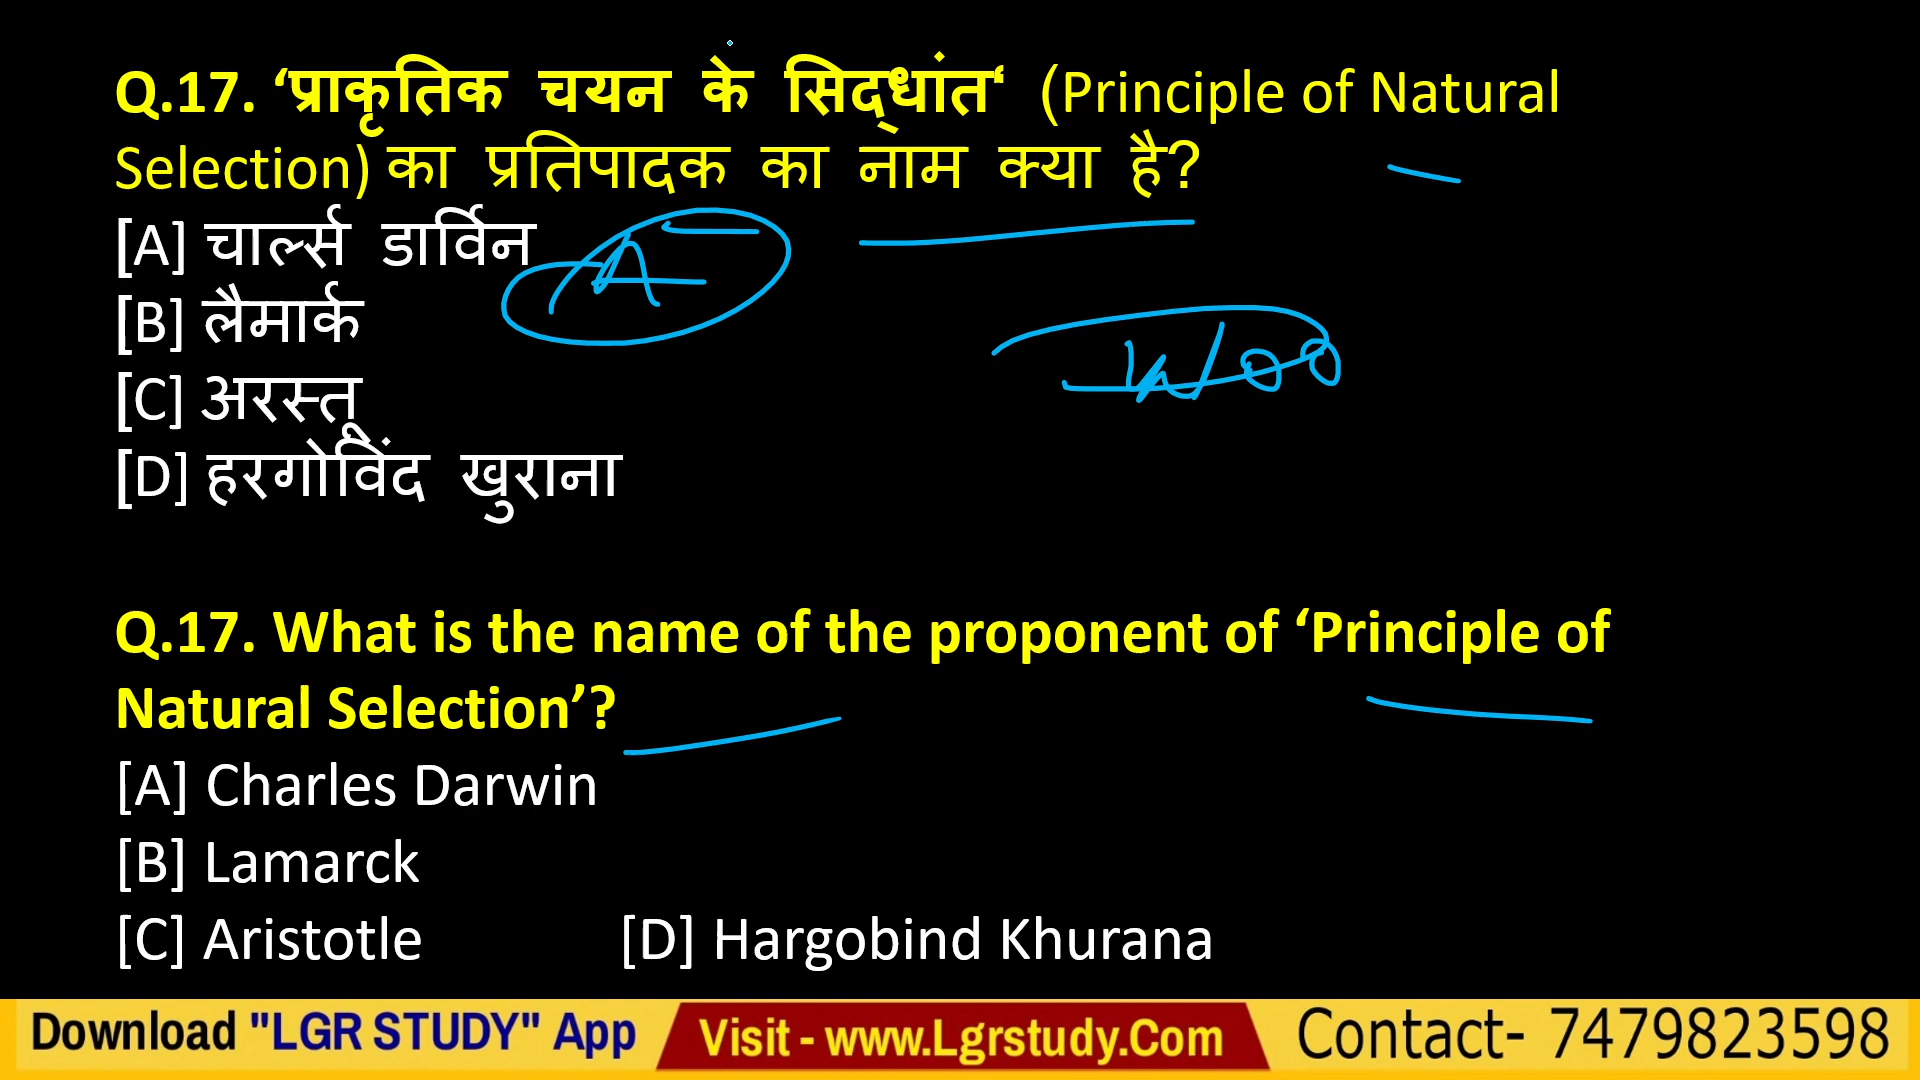 Q.17. ‘प्राकृतिक चयन के सिद्धांत‘ (Principle of Natural
Selection) का प्रतिपादक का नाम क्या है?
[A] चार्ल्स डार्विन
A
[B] लैमार्क
[C] अरस्तू
[D] हरगोविंद खुराना
Q.17. What is the name of the proponent of ‘Principle of
Natural Selection’?
[A] Charles Darwin
[B] Lamarck
[C] Aristotle [D] Hargobind Khurana
Download "LGR STUDY" App Visit - www.Lgrstudy.Com Contact- 7479823598